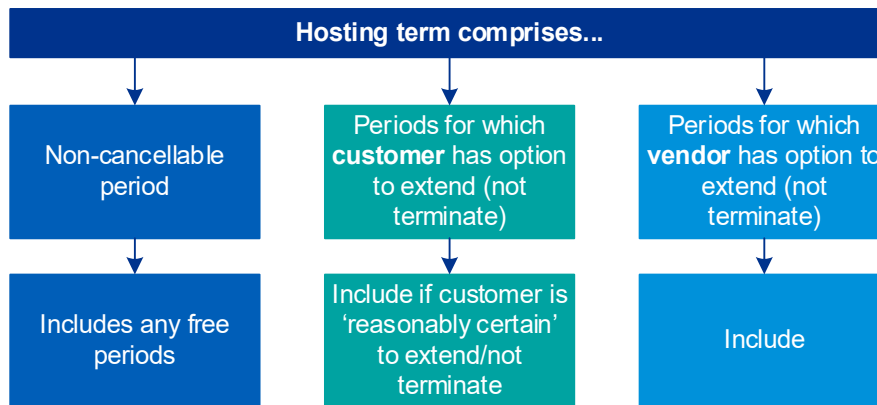 Hosting term comprises...
Non-cancellable
period
Periods for which
customer has option
to extend (not
terminate)
Periods for which
vendor has option to
extend (not
terminate)
Includes any free
periods
Include if customer is
‘reasonably certain’
to extend/not
terminate
Include